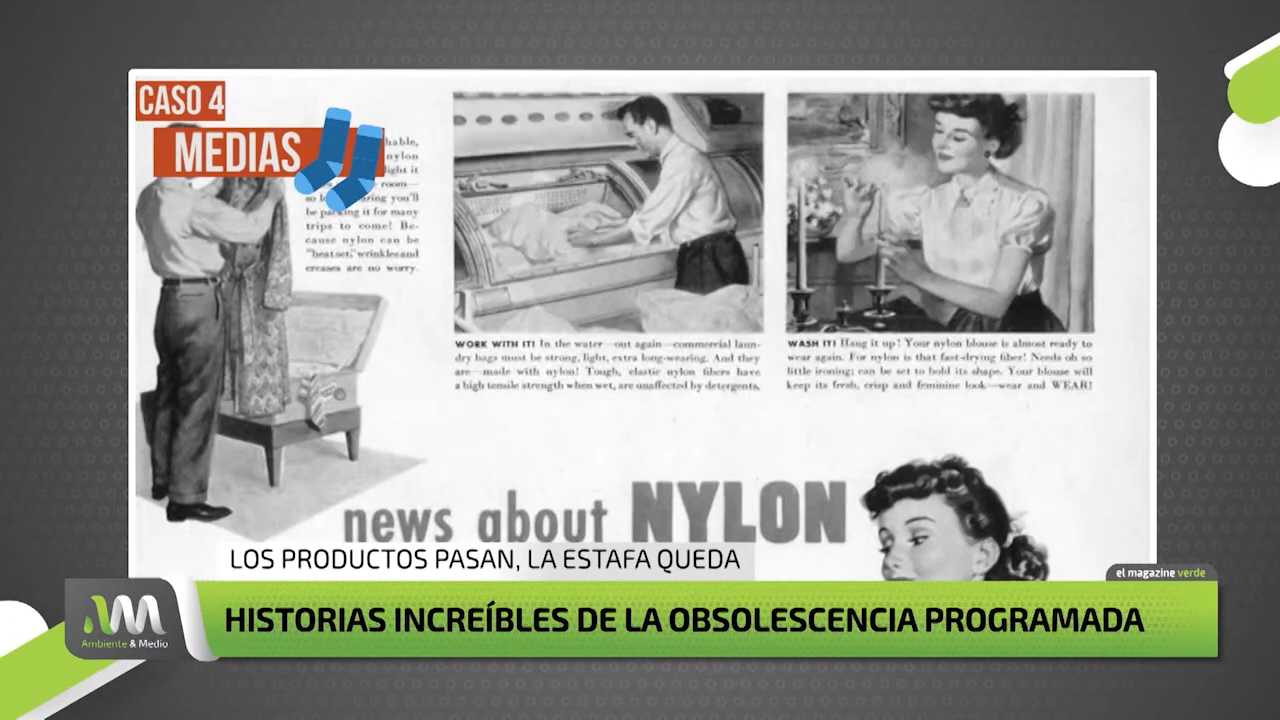 CASO 4
MEDIAS
hable,
nylon
light it
room—
so b aring you'll
be packing it for many
trips to come! Be-
cause nylon can be
"heat set," wrinkles and
creases are no worry.
WORK WITH IT! In the water—out again—commercial laun-
dry bags must be strong, light, extra long-wearing. And they
are—made with nylon! Tough, elastic nylon fibers have
a high tensile strength when wet, are unaffected by detergents,
WASH IT! Hang it up! Your nylon blouse is almost ready to
wear again. For nylon is that fast-drying fiber! Needs oh so
little ironing; can be set to hold its shape. Your blouse will
keep its fresh, crisp and feminine look—wear and WEAR!
news about NYLON
LOS PRODUCTOS PASAN, LA ESTAFA QUEDA
el magazine verde
HISTORIAS INCREÍBLES DE LA OBSOLESCENCIA PROGRAMADA
AM
Ambiente & Medio